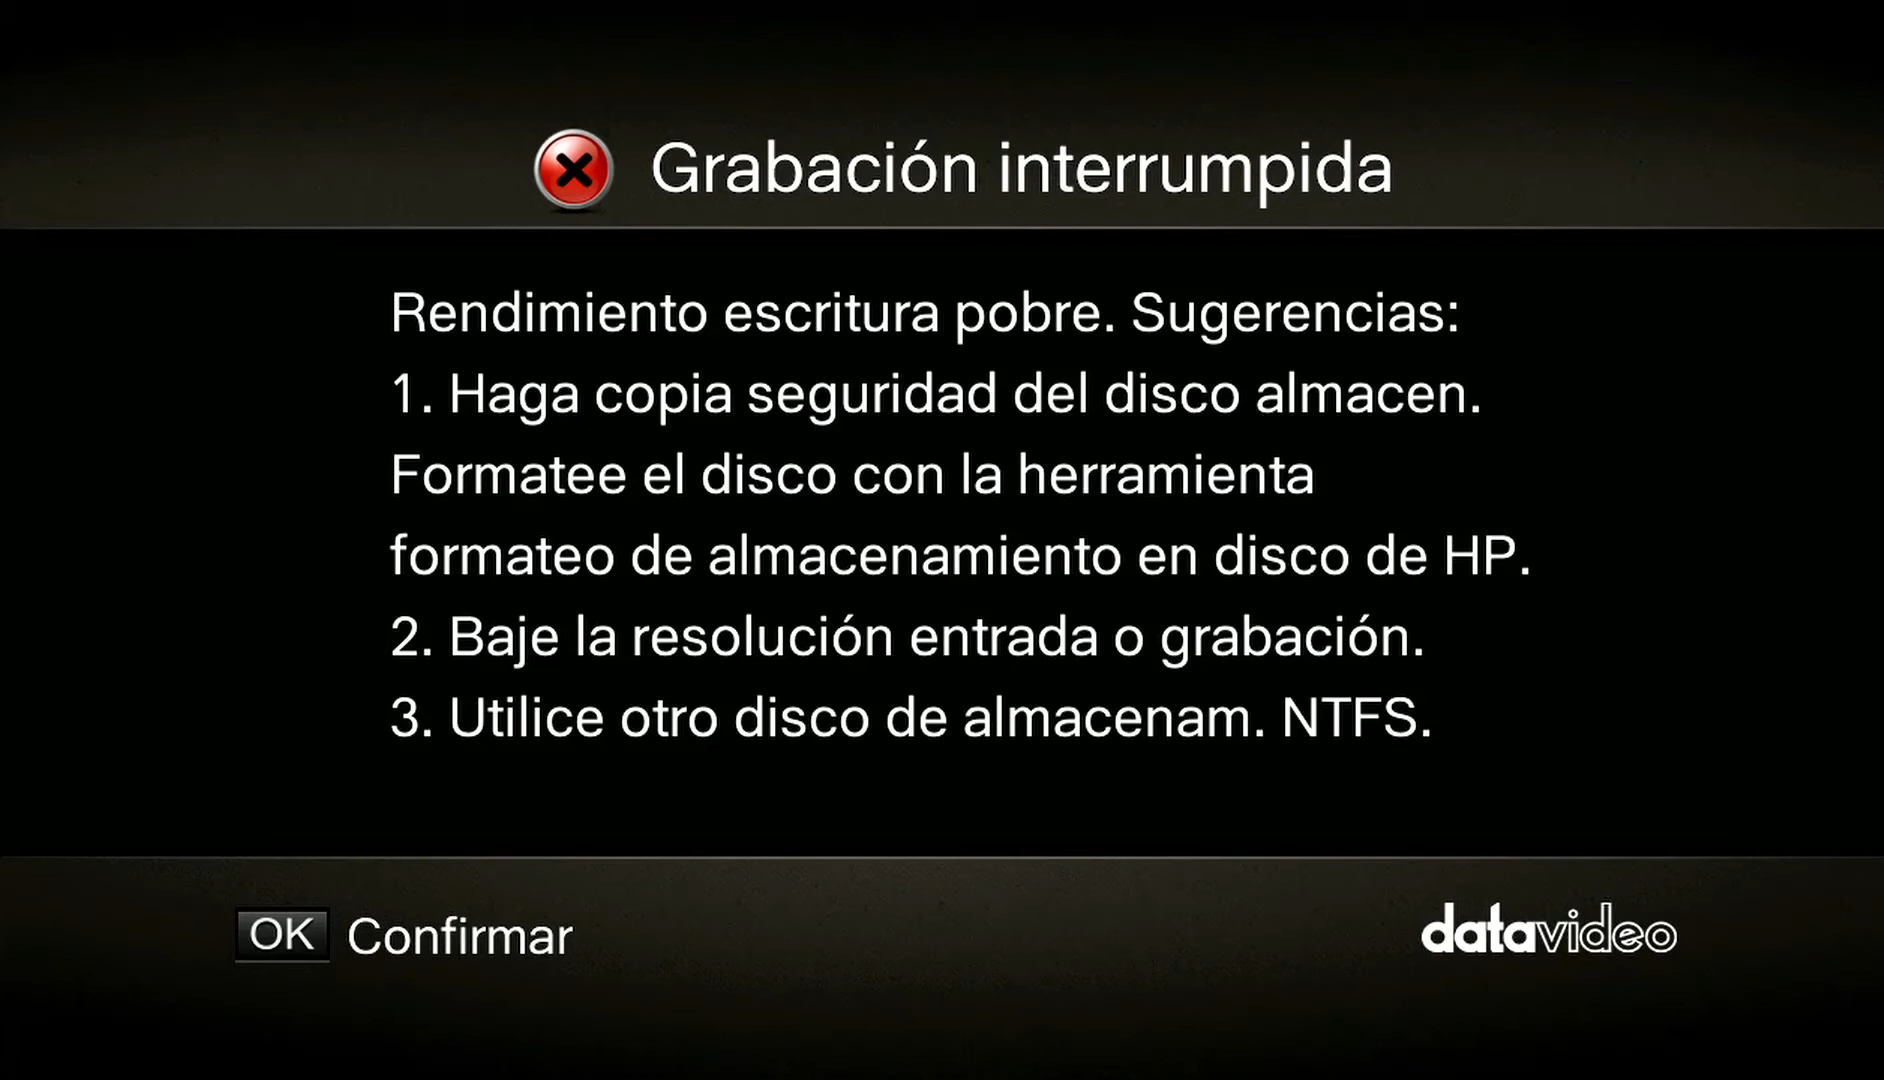 Grabación interrumpida
Rendimiento escritura pobre. Sugerencias:
1. Haga copia seguridad del disco almacen.
Formatee el disco con la herramienta
formateo de almacenamiento en disco de HP.
2. Baje la resolución entrada o grabación.
3. Utilice otro disco de almacenam. NTFS.
OK Confirmar
datavideo